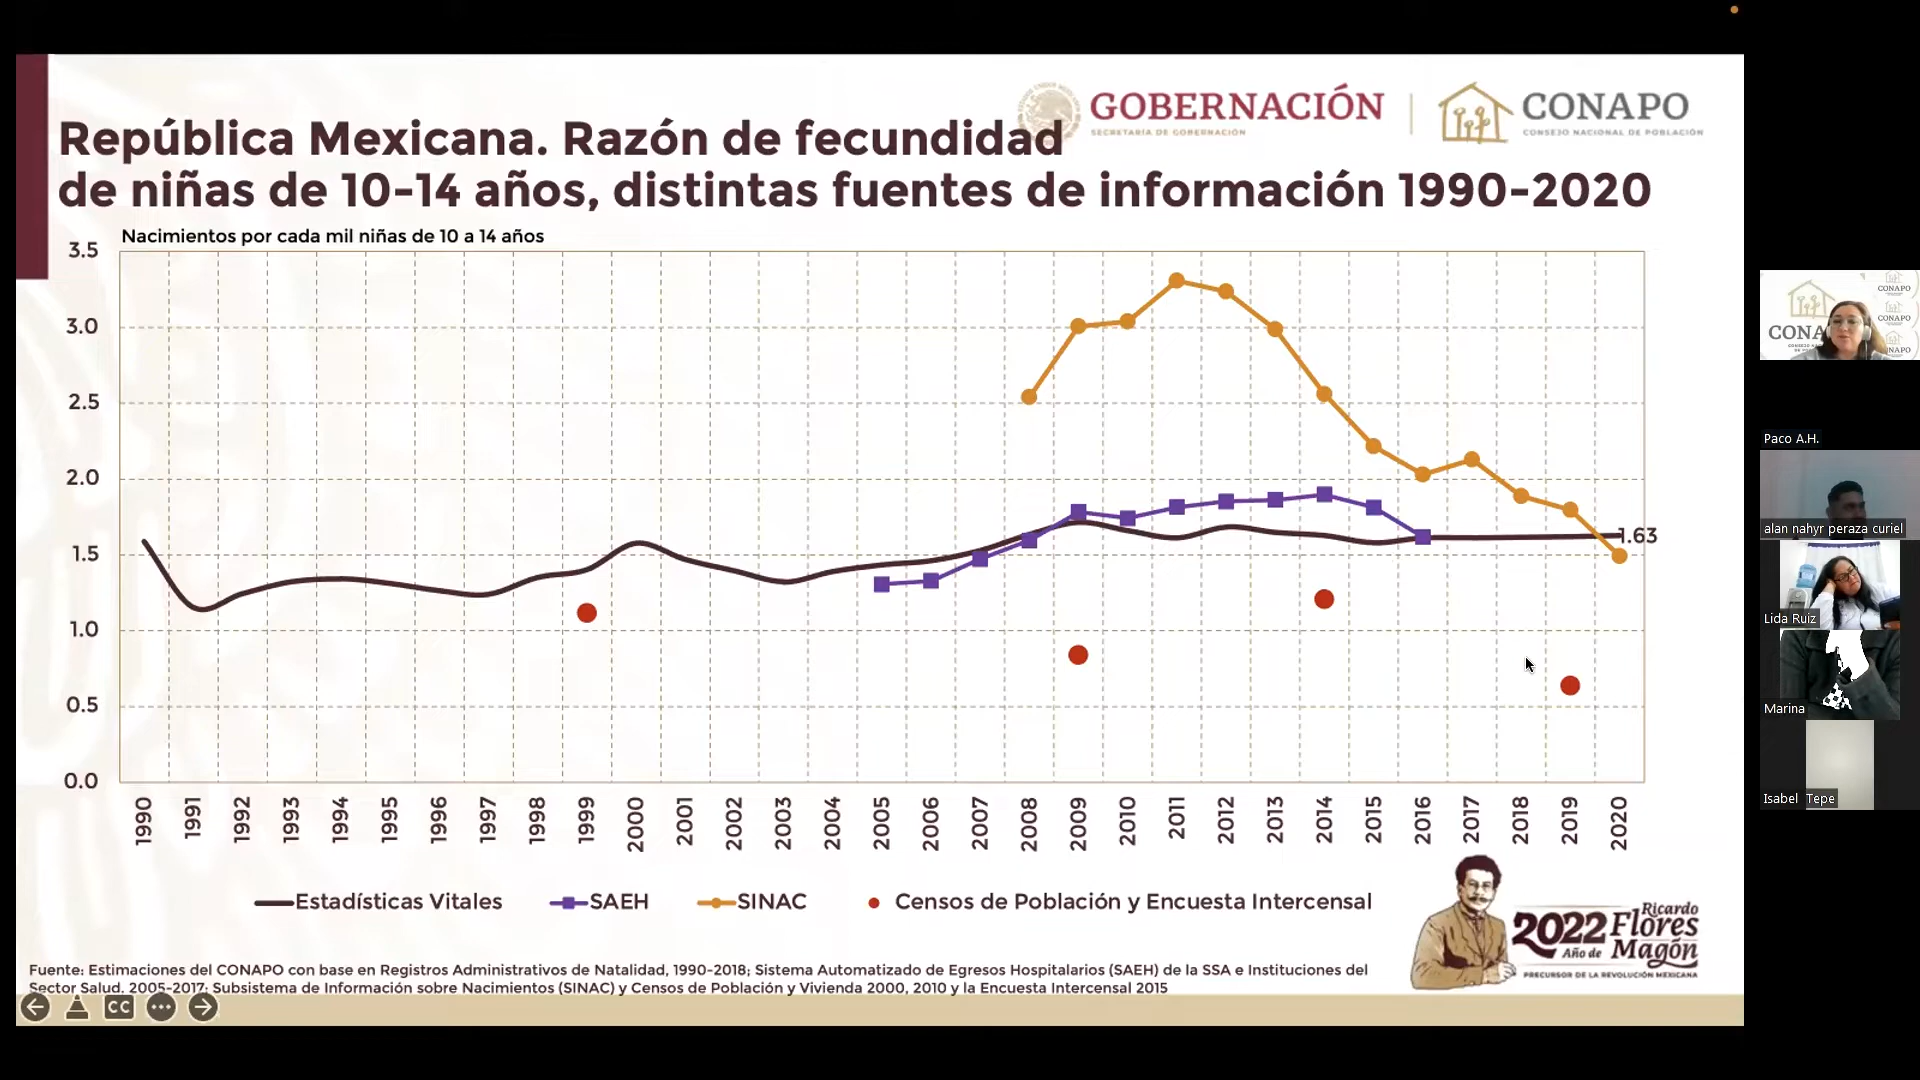 GOBERNACIÓN
SECRETARÍA DE GOBERNACIÓN
CONAPO
CONSEJO NACIONAL DE POBLACIÓN
República Mexicana. Razón de fecundidad
de niñas de 10-14 años, distintas fuentes de información 1990-2020
Nacimientos por cada mil niñas de 10 a 14 años
3.5
3.0
2.5
2.0
1.5
1.0
0.5
0.0
1.63
1990 1991 1992 1993 1994 1995 1996 1997 1998 1999 2000 2001 2002 2003 2004 2005 2006 2007 2008 2009 2010 2011 2012 2013 2014 2015 2016 2017 2018 2019 2020
Estadísticas Vitales SAEH SINAC Censos de Población y Encuesta Intercensal
2022 Ricardo
Flores
Año de Magón
PRECURSOR DE LA REVOLUCIÓN MEXICANA
Fuente: Estimaciones del CONAPO con base en Registros Administrativos de Natalidad, 1990-2018; Sistema Automatizado de Egresos Hospitalarios (SAEH) de la SSA e Instituciones del
Sector Salud, 2005-2017; Subsistema de Información sobre Nacimientos (SINAC) y Censos de Población y Vivienda 2000, 2010 y la Encuesta Intercensal 2015
CC
CONAPO
CONAPO
CONA
NAPO
Paco A.H.
alan nahyr peraza curiel
Lida Ruiz
Marina
Isabel Tepe